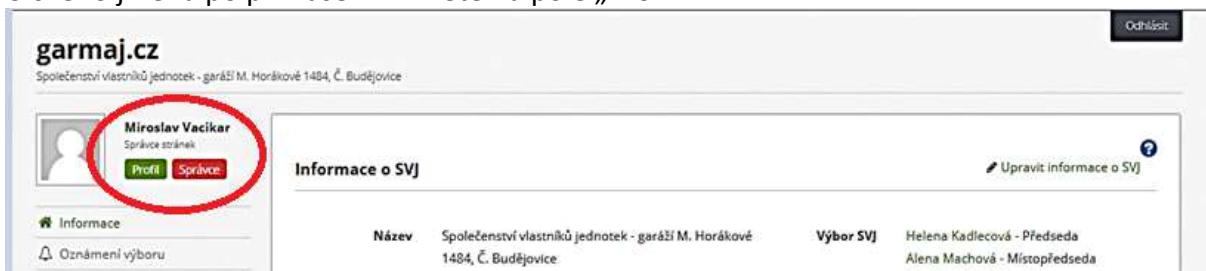 Odhlásit
garmaj.cz
Společenství vlastníků jednotek - garáží M. Horákové 1484, Č. Budějovice
Miroslav Vacikar
Správce stránek
Profil Správce
Informace
Oznámení výboru
Informace o SVJ
Upravit informace o SVJ
Název Společenství vlastníků jednotek - garáží M. Horákové
1484, Č. Budějovice
Výbor SVJ Helena Kadlecová - Předseda
Alena Machová - Místopředseda